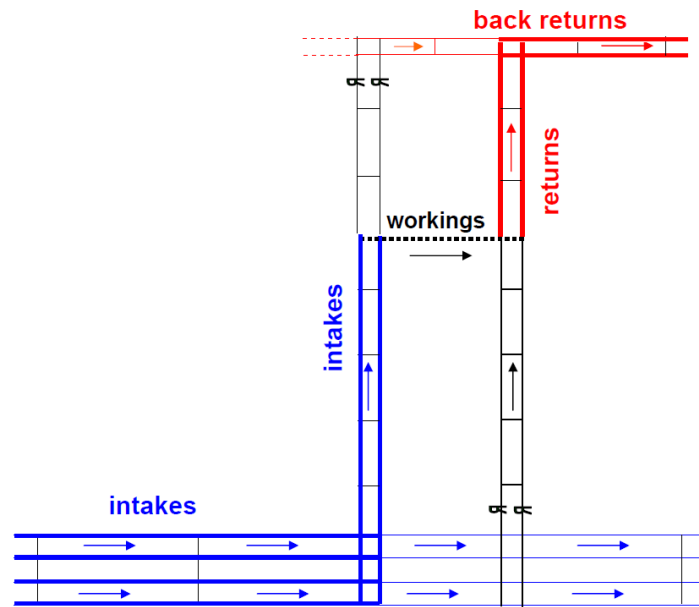 back returns
Я Я
returns
workings
intakes
intakes
Я Я